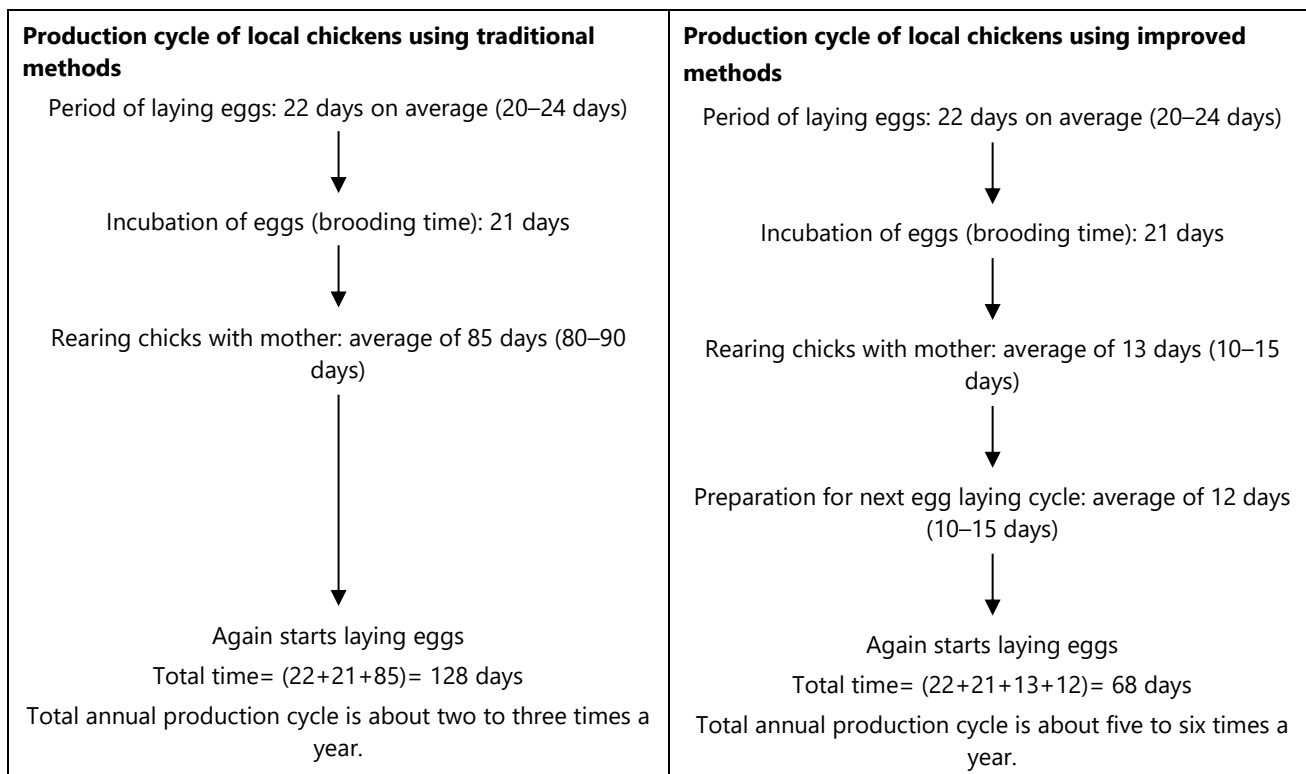 Production cycle of local chickens using traditional
methods
Period of laying eggs: 22 days on average (20–24 days)
Incubation of eggs (brooding time): 21 days
Rearing chicks with mother: average of 85 days (80–90
days)
Again starts laying eggs
Total time= (22+21+85)= 128 days
Total annual production cycle is about two to three times a
year.
Production cycle of local chickens using improved
methods
Period of laying eggs: 22 days on average (20–24 days)
Incubation of eggs (brooding time): 21 days
Rearing chicks with mother: average of 13 days (10–15
days)
Preparation for next egg laying cycle: average of 12 days
(10–15 days)
Again starts laying eggs
Total time= (22+21+13+12)= 68 days
Total annual production cycle is about five to six times a
year.